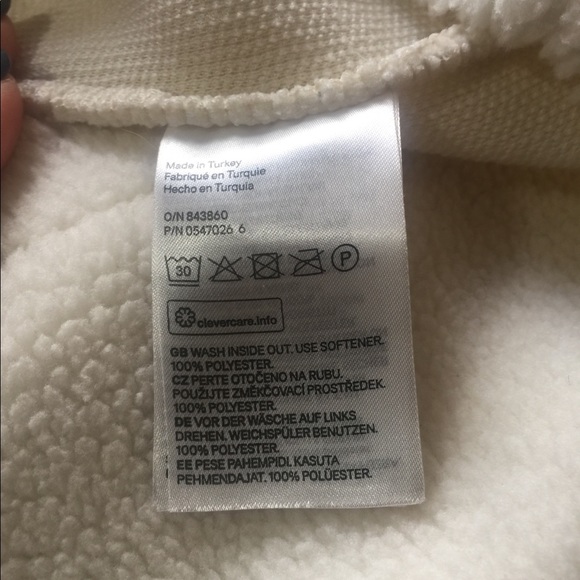 Made in Turkey
Fabriqué en Turquie
Hecho en Turquía
O/N 843860
P/N 0547026 6
30
P
clevercare.info
GB WASH INSIDE OUT. USE SOFTENER.
100% POLYESTER.
CZ PERTE OTOČENO NA RUBU.
POUŽIJTE ZMĚKČOVACÍ PROSTŘEDEK.
100% POLYESTER.
DE VOR DER WÄSCHE AUF LINKS
DREHEN. WEICHSPÜLER BENUTZEN.
100% POLYESTER.
EE PESE PAHEMPIDI. KASUTA
PEHMENDAJAT. 100% POLÜESTER.